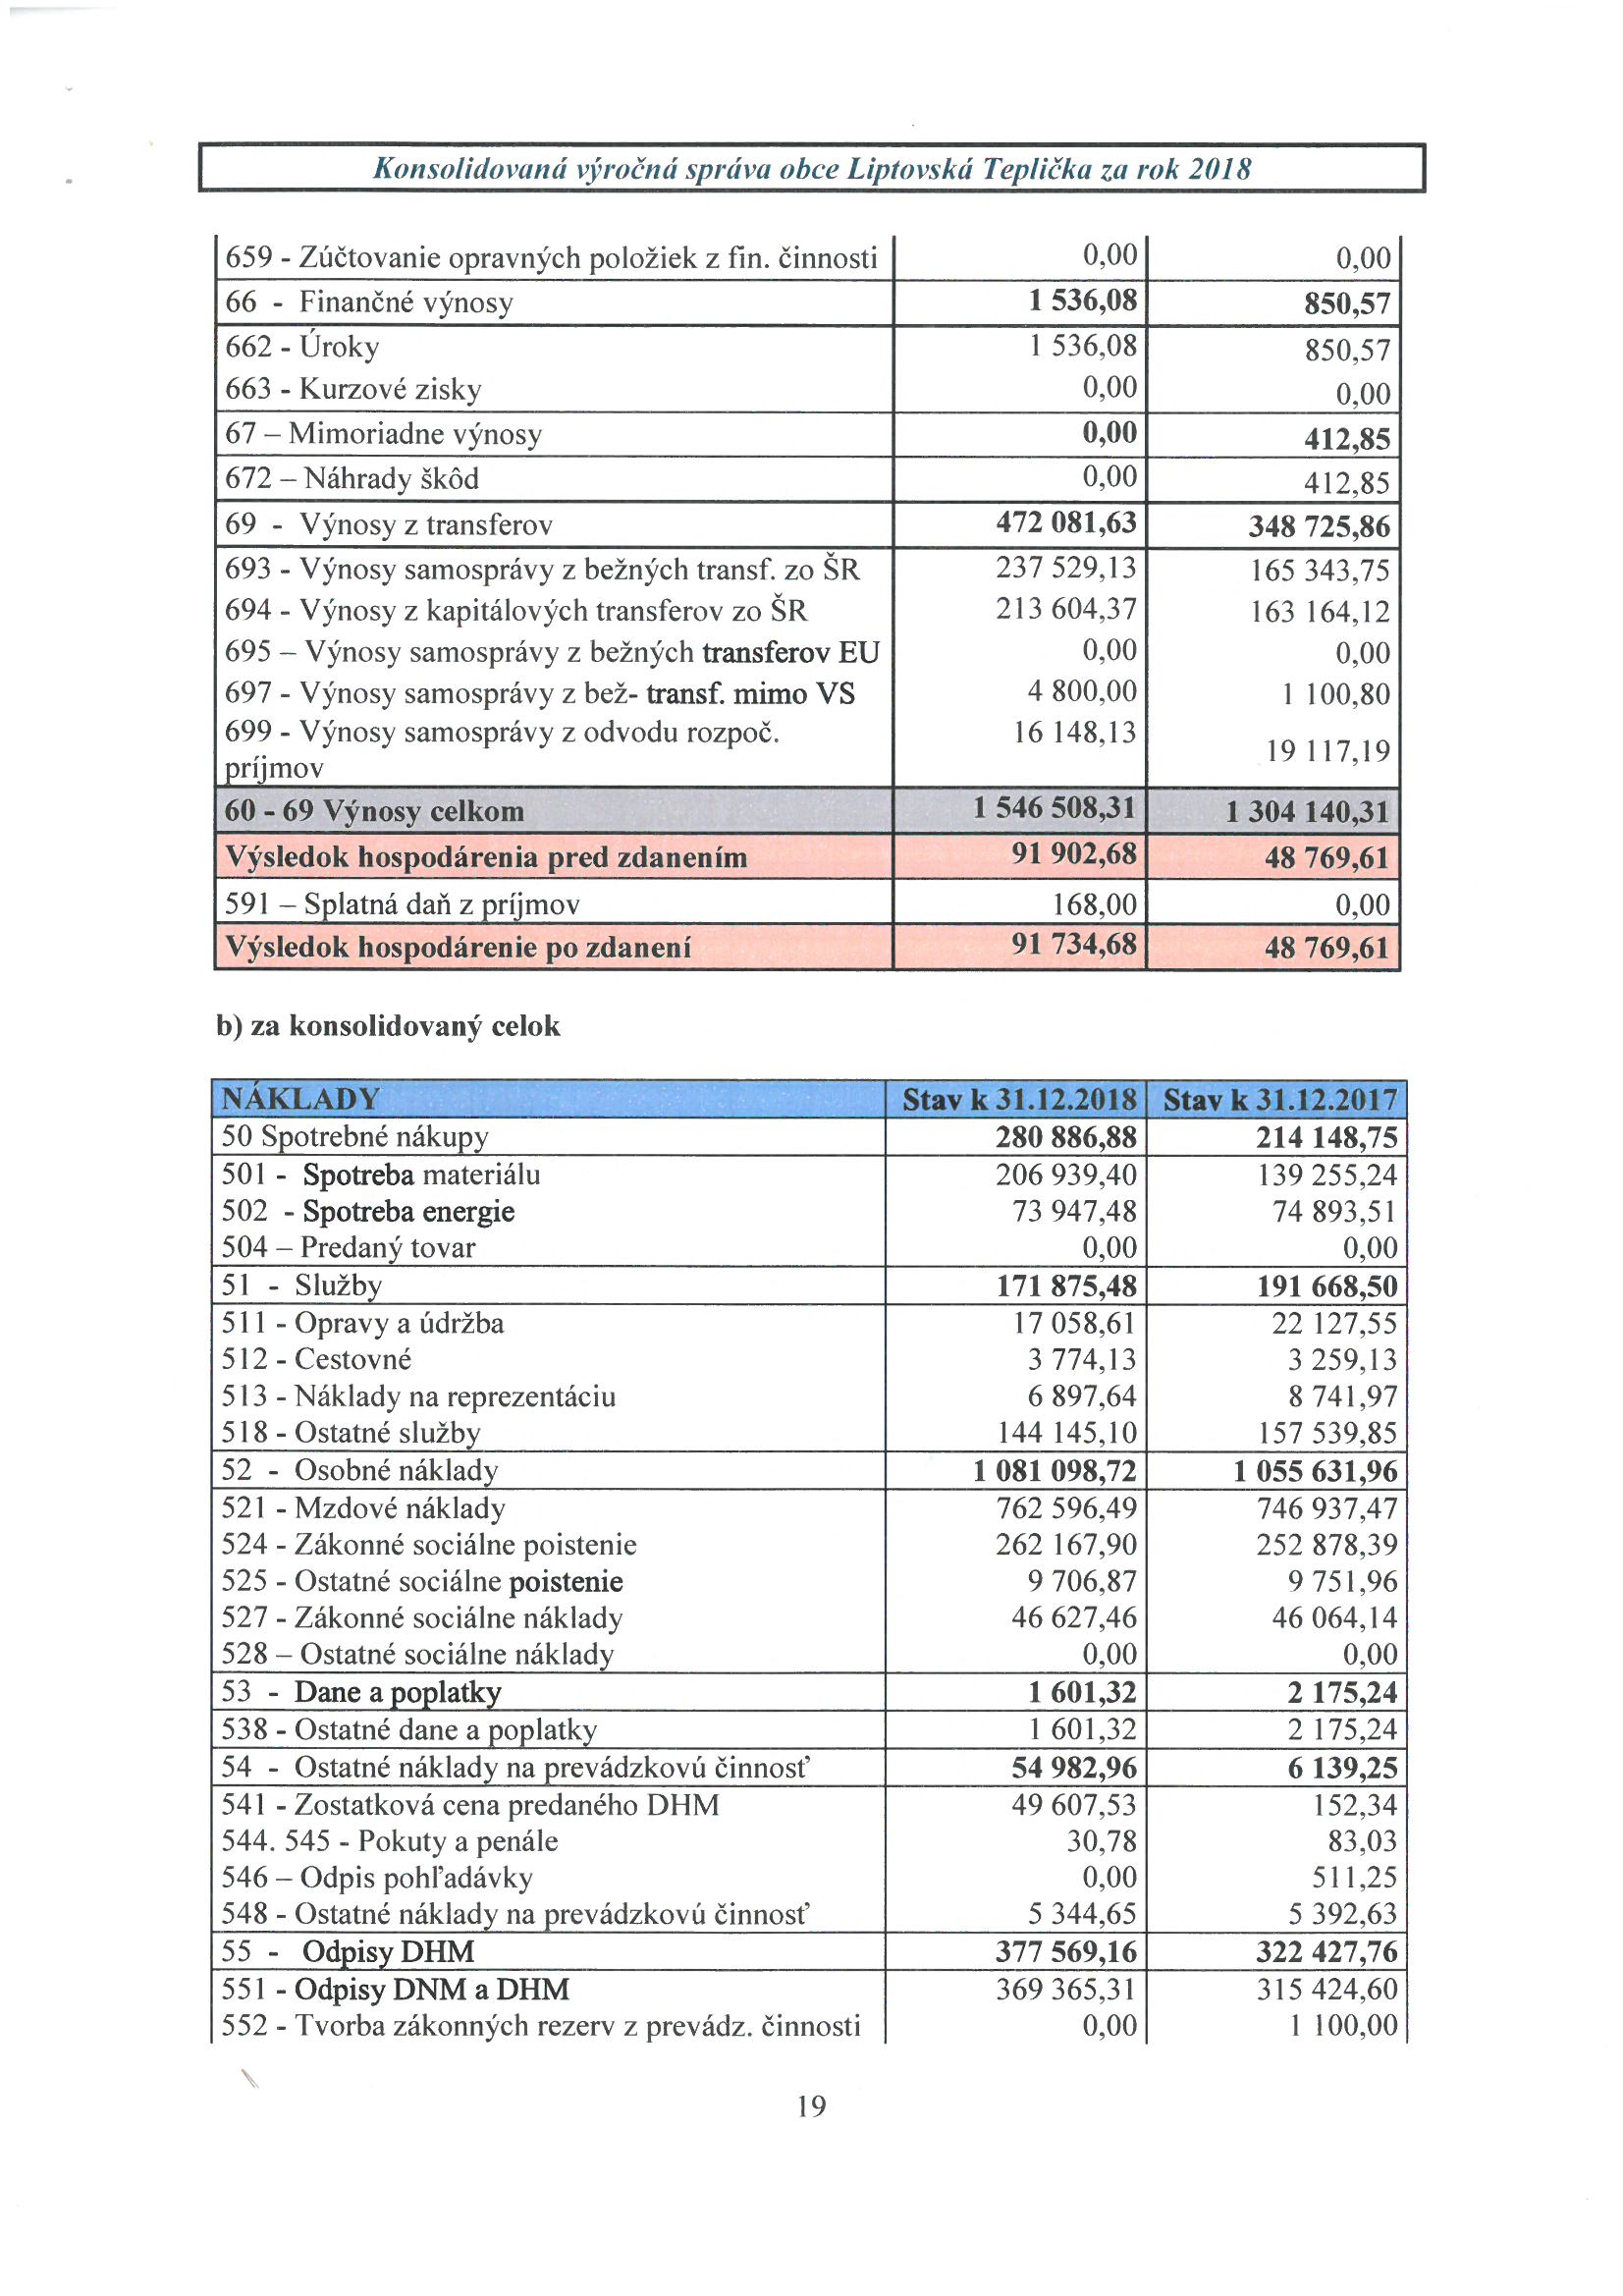 Konsolidovaná výročná správa obce Liptovská Teplička za rok 2018
659 - Zúčtovanie opravných položiek z fin. činnosti 0,00 0,00
66 - Finančné výnosy 1 536,08 850,57
662 - Úroky 1 536,08 850,57
663 - Kurzové zisky 0,00 0,00
67 – Mimoriadne výnosy 0,00 412,85
672 – Náhrady škôd 0,00 412,85
69 - Výnosy z transferov 472 081,63 348 725,86
693 - Výnosy samosprávy z bežných transf. zo ŠR 237 529,13 165 343,75
694 - Výnosy z kapitálových transferov zo ŠR 213 604,37 163 164,12
695 – Výnosy samosprávy z bežných transferov EU 0,00 0,00
697 - Výnosy samosprávy z bež- transf. mimo VS 4 800,00 1 100,80
699 - Výnosy samosprávy z odvodu rozpoč. 16 148,13 19 117,19
príjmov
60 - 69 Výnosy celkom 1 546 508,31 1 304 140,31
Výsledok hospodárenia pred zdanením 91 902,68 48 769,61
591 – Splatná daň z príjmov 168,00 0,00
Výsledok hospodárenie po zdanení 91 734,68 48 769,61
b) za konsolidovaný celok
NÁKLADY Stav k 31.12.2018 Stav k 31.12.2017
50 Spotrebné nákupy 280 886,88 214 148,75
501 - Spotreba materiálu 206 939,40 139 255,24
502 - Spotreba energie 73 947,48 74 893,51
504 – Predaný tovar 0,00 0,00
51 - Služby 171 875,48 191 668,50
511 - Opravy a údržba 17 058,61 22 127,55
512 - Cestovné 3 774,13 3 259,13
513 - Náklady na reprezentáciu 6 897,64 8 741,97
518 - Ostatné služby 144 145,10 157 539,85
52 - Osobné náklady 1 081 098,72 1 055 631,96
521 - Mzdové náklady 762 596,49 746 937,47
524 - Zákonné sociálne poistenie 262 167,90 252 878,39
525 - Ostatné sociálne poistenie 9 706,87 9 751,96
527 - Zákonné sociálne náklady 46 627,46 46 064,14
528 – Ostatné sociálne náklady 0,00 0,00
53 - Dane a poplatky 1 601,32 2 175,24
538 - Ostatné dane a poplatky 1 601,32 2 175,24
54 - Ostatné náklady na prevádzkovú činnosť 54 982,96 6 139,25
541 - Zostatková cena predaného DHM 49 607,53 152,34
544. 545 - Pokuty a penále 30,78 83,03
546 – Odpis pohľadávky 0,00 511,25
548 - Ostatné náklady na prevádzkovú činnosť 5 344,65 5 392,63
55 - Odpisy DHM 377 569,16 322 427,76
551 - Odpisy DNM a DHM 369 365,31 315 424,60
552 - Tvorba zákonných rezerv z prevádz. činnosti 0,00 1 100,00
19